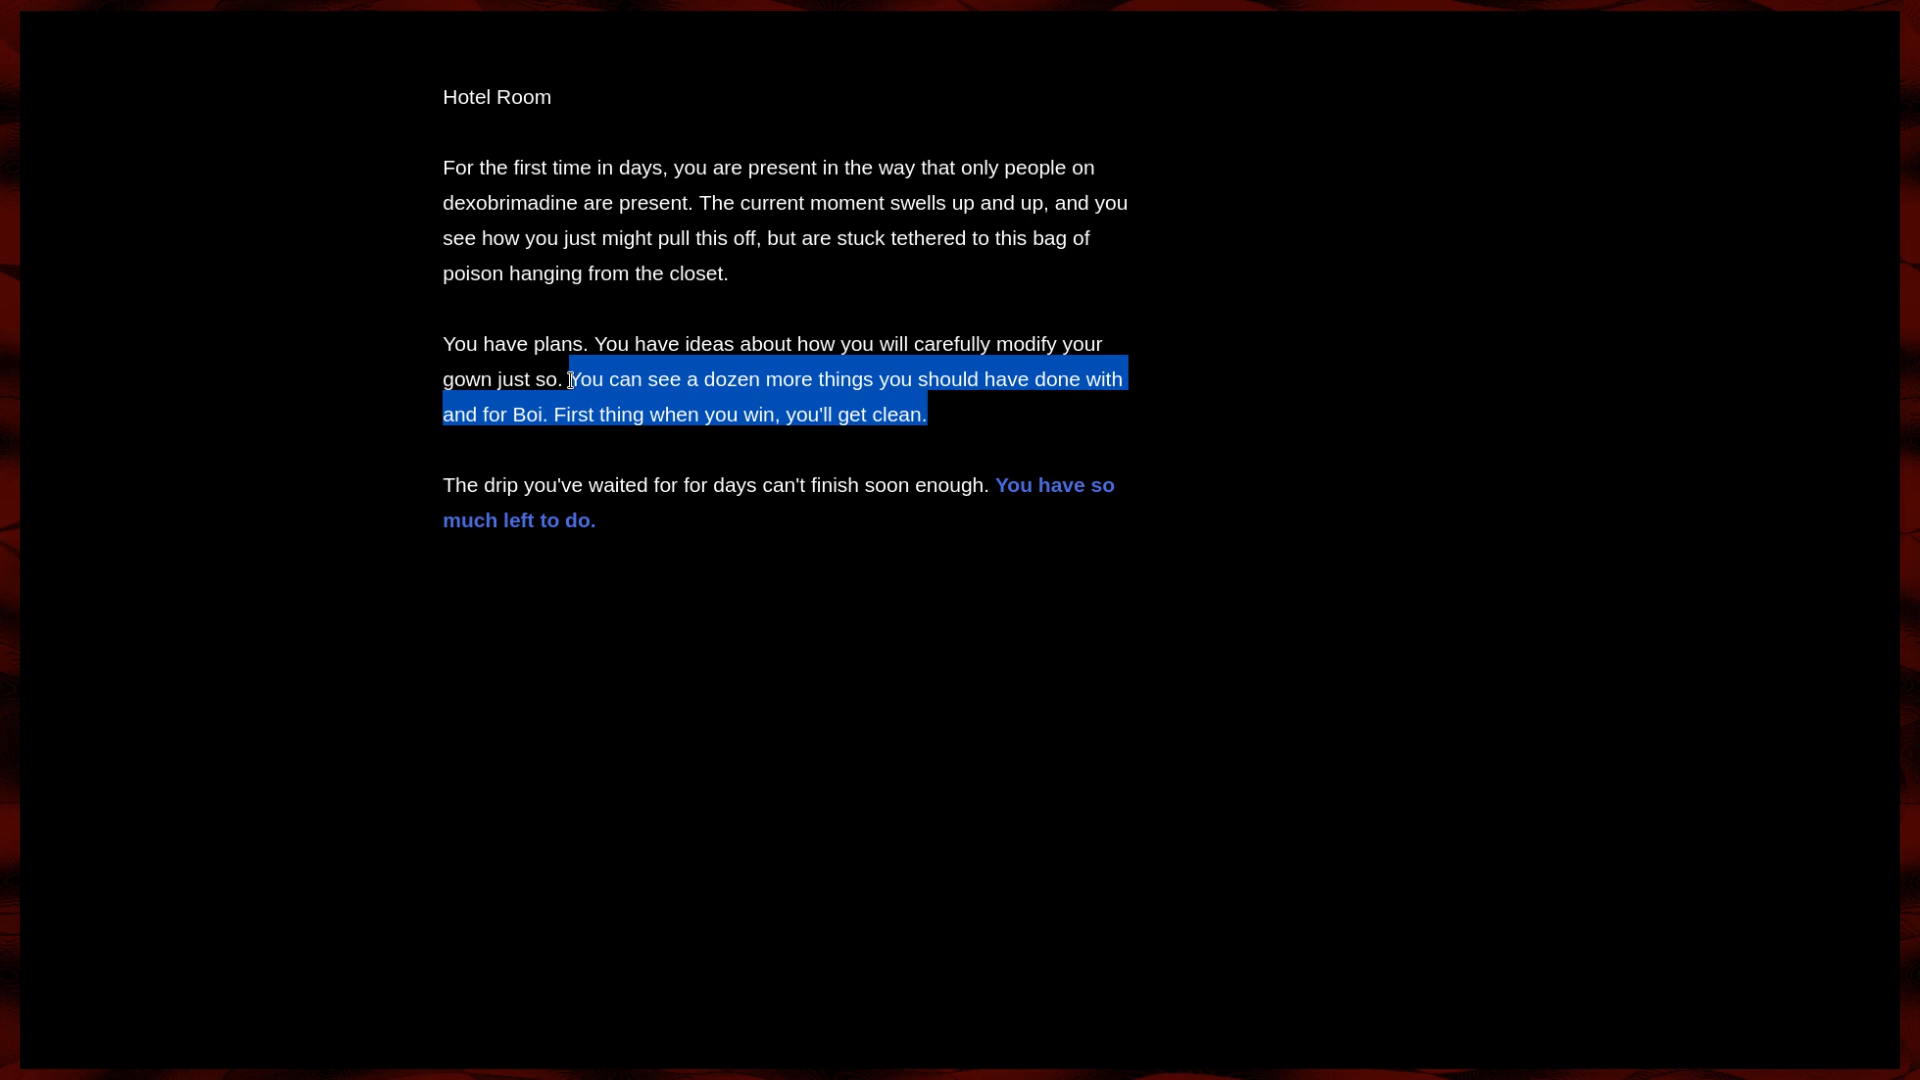 Hotel Room
For the first time in days, you are present in the way that only people on
dexobrimadine are present. The current moment swells up and up, and you
see how you just might pull this off, but are stuck tethered to this bag of
poison hanging from the closet.
You have plans. You have ideas about how you will carefully modify your
gown just so. You can see a dozen more things you should have done with
and for Boi. First thing when you win, you'll get clean.
The drip you've waited for for days can't finish soon enough. You have so
much left to do.